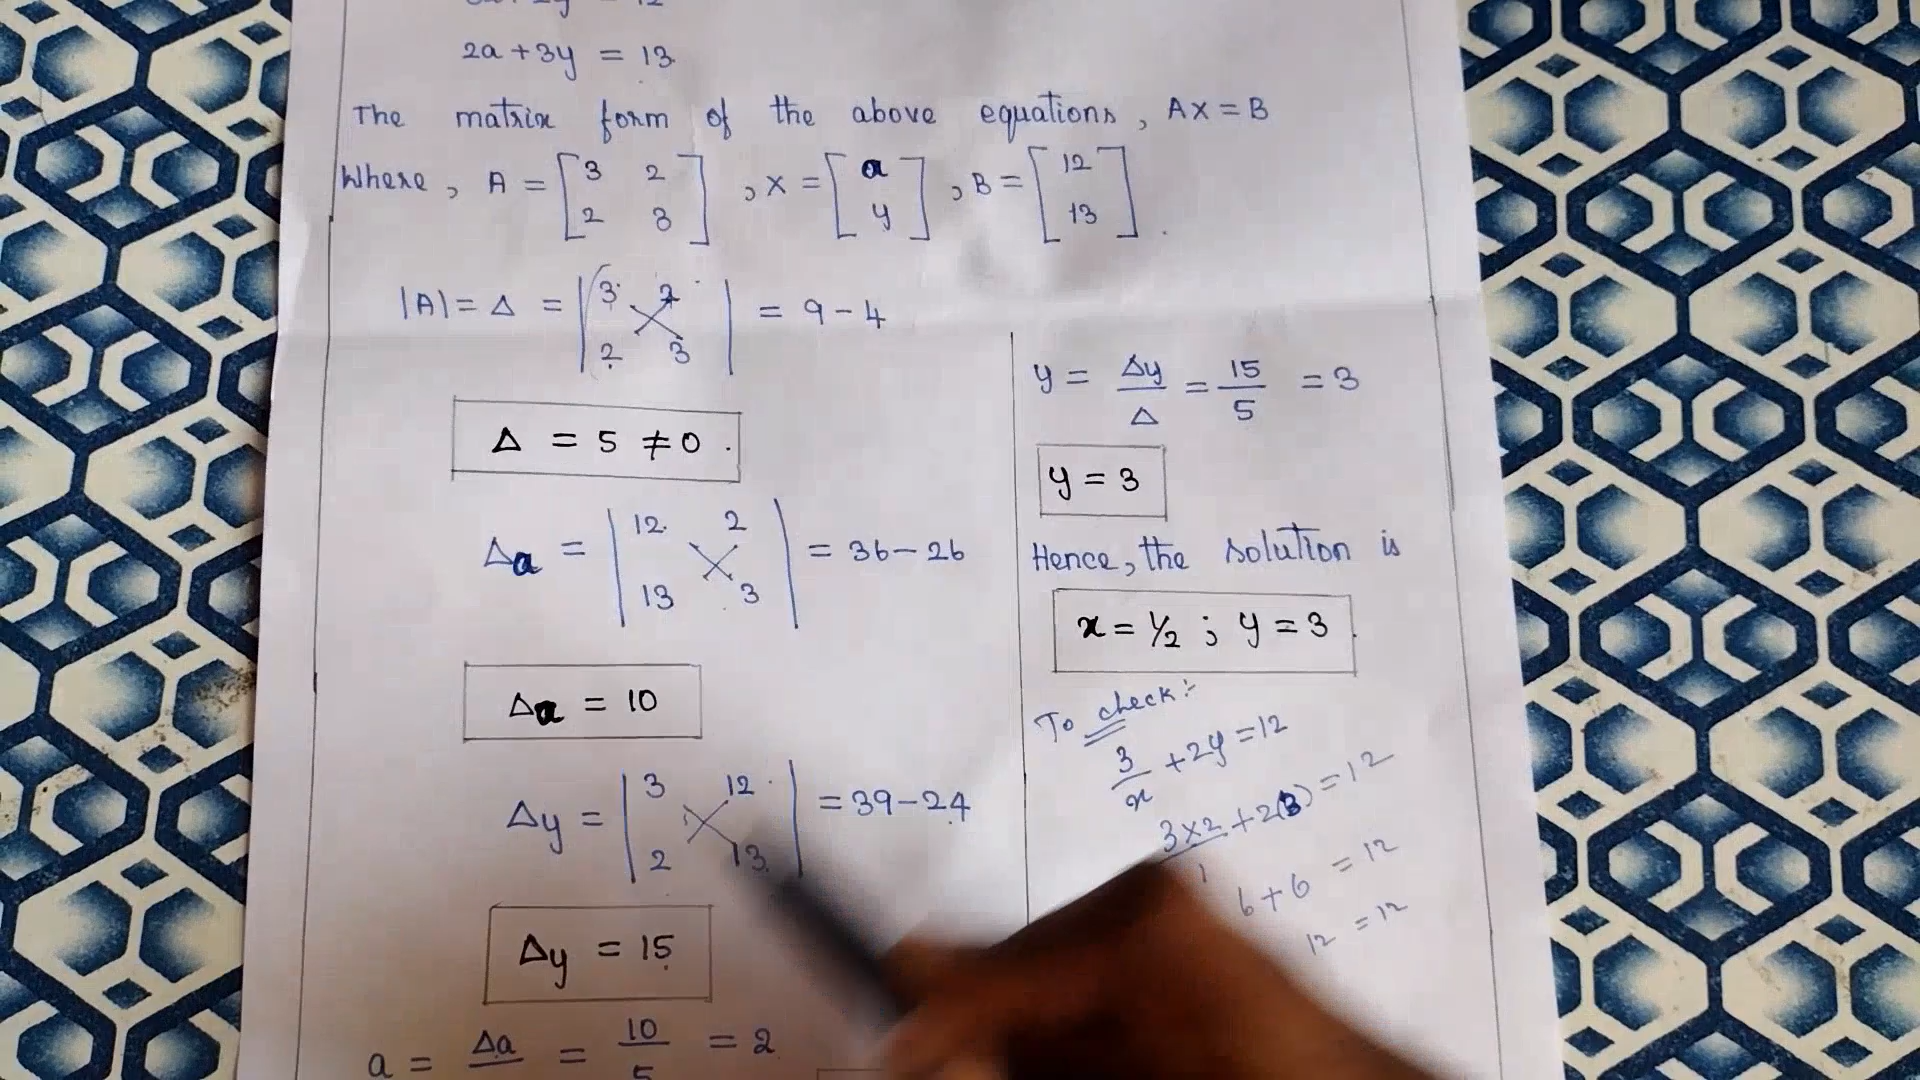 2a + 3y = 13
The matrix form of the above equations, AX = B
Where, A = [3 2 2 3], X = [a y], B = [12 13].
|A| = Δ = |3 2 2 3| = 9 - 4
Δ = 5 ≠ 0.
Δa = |12 2 13 3| = 36 - 26
Δa = 10
Δy = |3 12 2 13| = 39 - 24
Δy = 15
a = Δa = 10/5 = 2
y = Δy/Δ = 15/5 = 3
y = 3
Hence, the solution is
x = 1/2 ; y = 3.
To check:-
3/x + 2y = 12
3×2/1 + 2(3) = 12
6 + 6 = 12
12 = 12